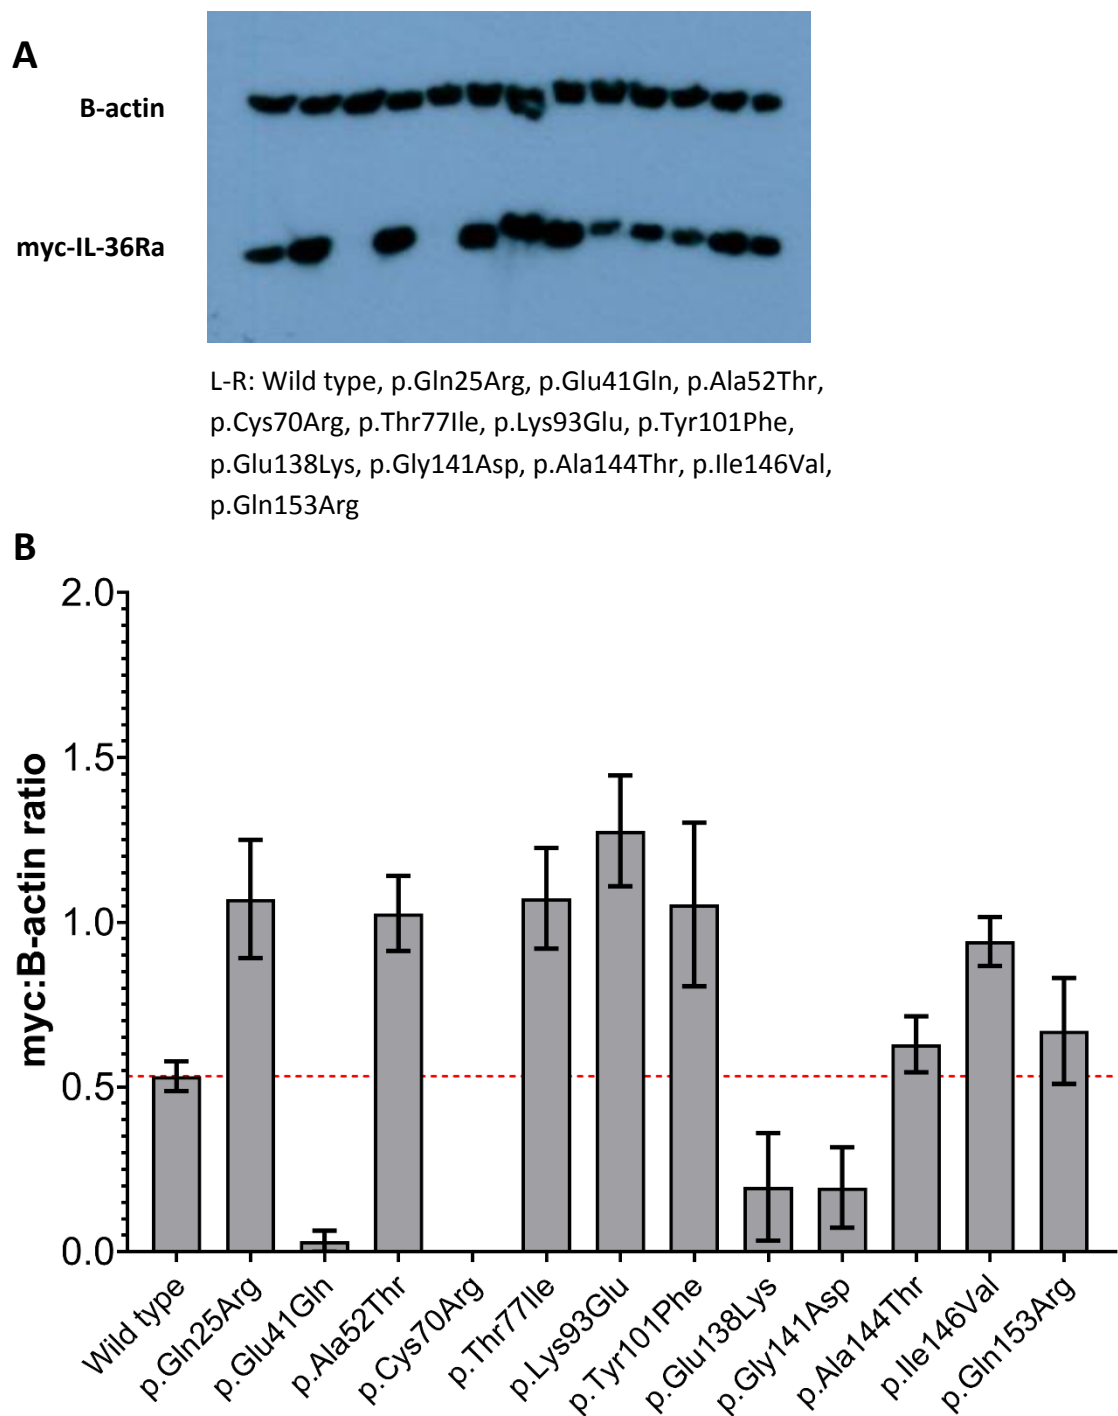 A
B-actin
myc-IL-36Ra
L-R: Wild type, p.Gln25Arg, p.Glu41Gln, p.Ala52Thr,
p.Cys70Arg, p.Thr77Ile, p.Lys93Glu, p.Tyr101Phe,
p.Glu138Lys, p.Gly141Asp, p.Ala144Thr, p.Ile146Val,
p.Gln153Arg
B
2.0
1.5
1.0
0.5
0.0
myc:B-actin ratio
Wild type
p.Gln25Arg
p.Glu41Gln
p.Ala52Thr
p.Cys70Arg
p.Thr77Ile
p.Lys93Glu
p.Tyr101Phe
p.Glu138Lys
p.Gly141Asp
p.Ala144Thr
p.Ile146Val
p.Gln153Arg